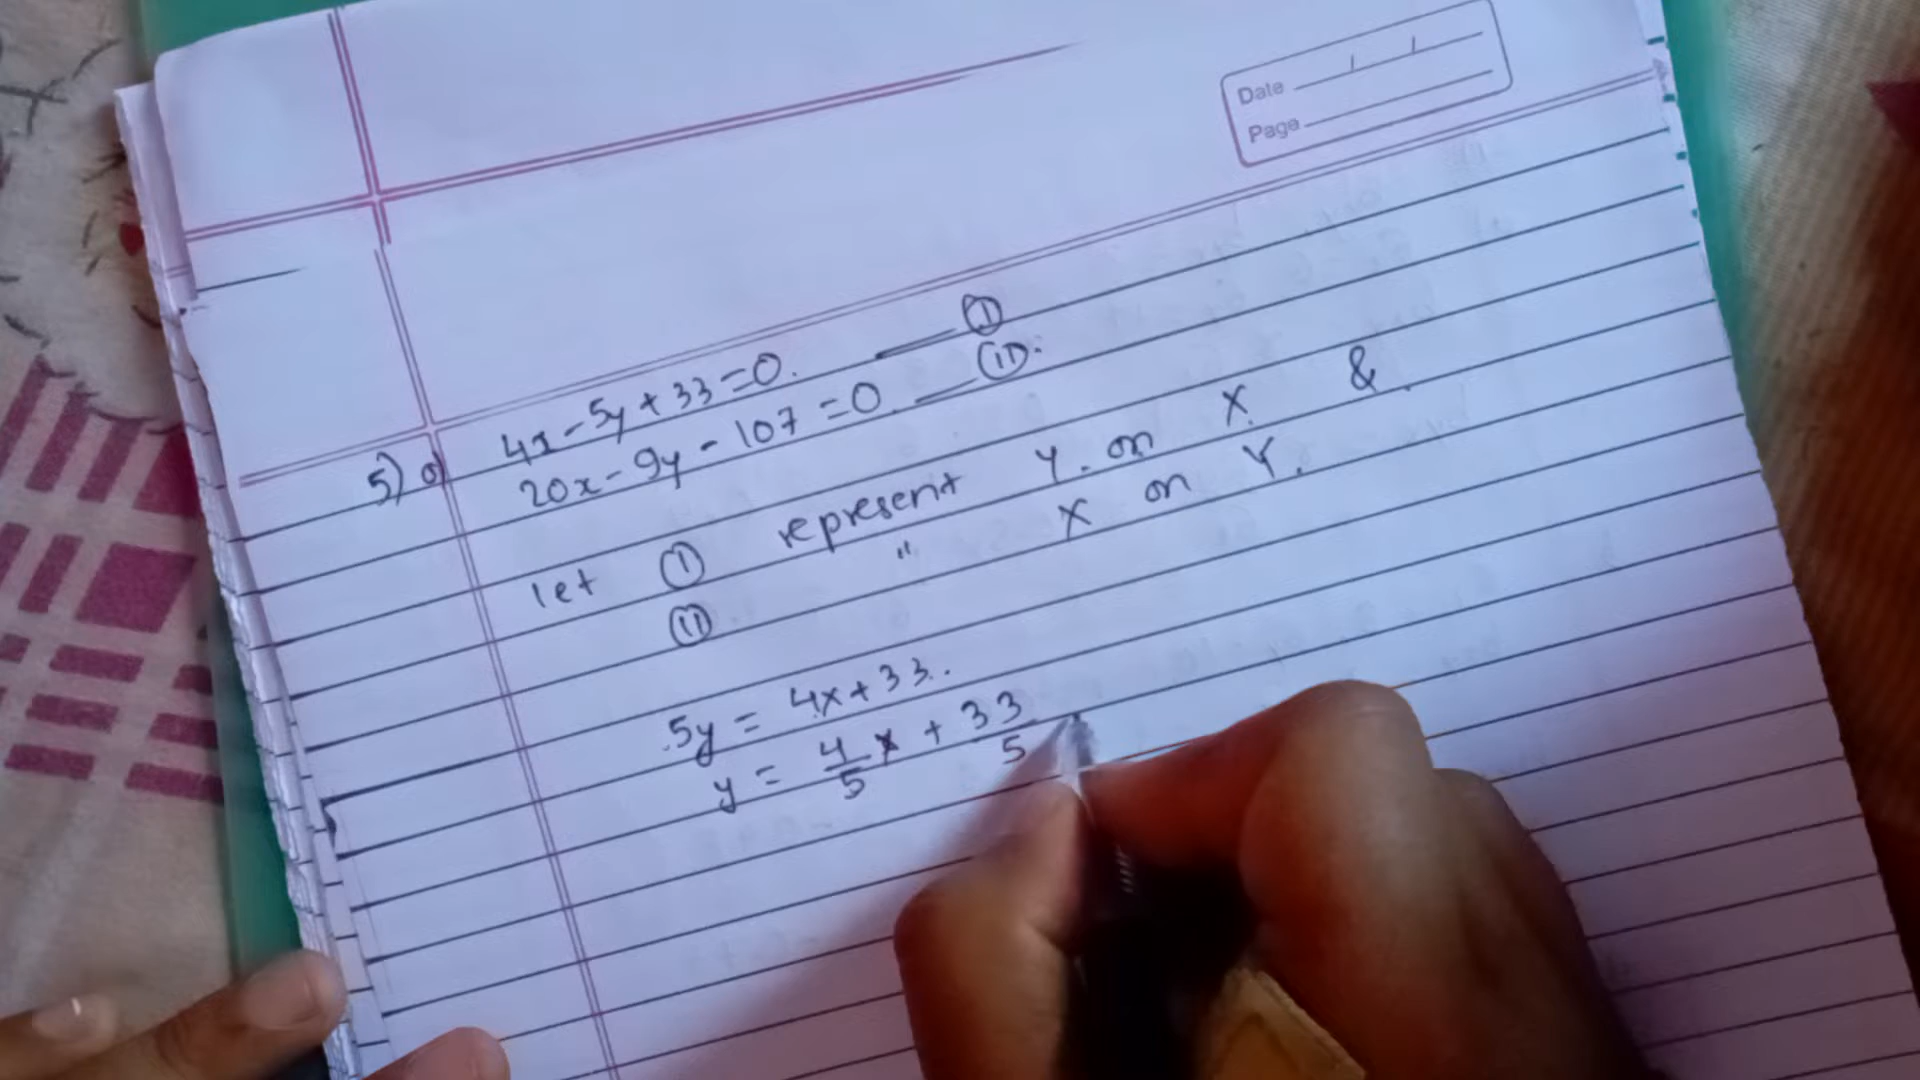 Date / /
Page
5) a) 4x - 5y + 33 = 0. — (I)
20x - 9y - 107 = 0 — (II).
let (I) represent Y on X &
(II) " X on Y.
5y = 4x + 33.
y = 4/5 x + 33/5